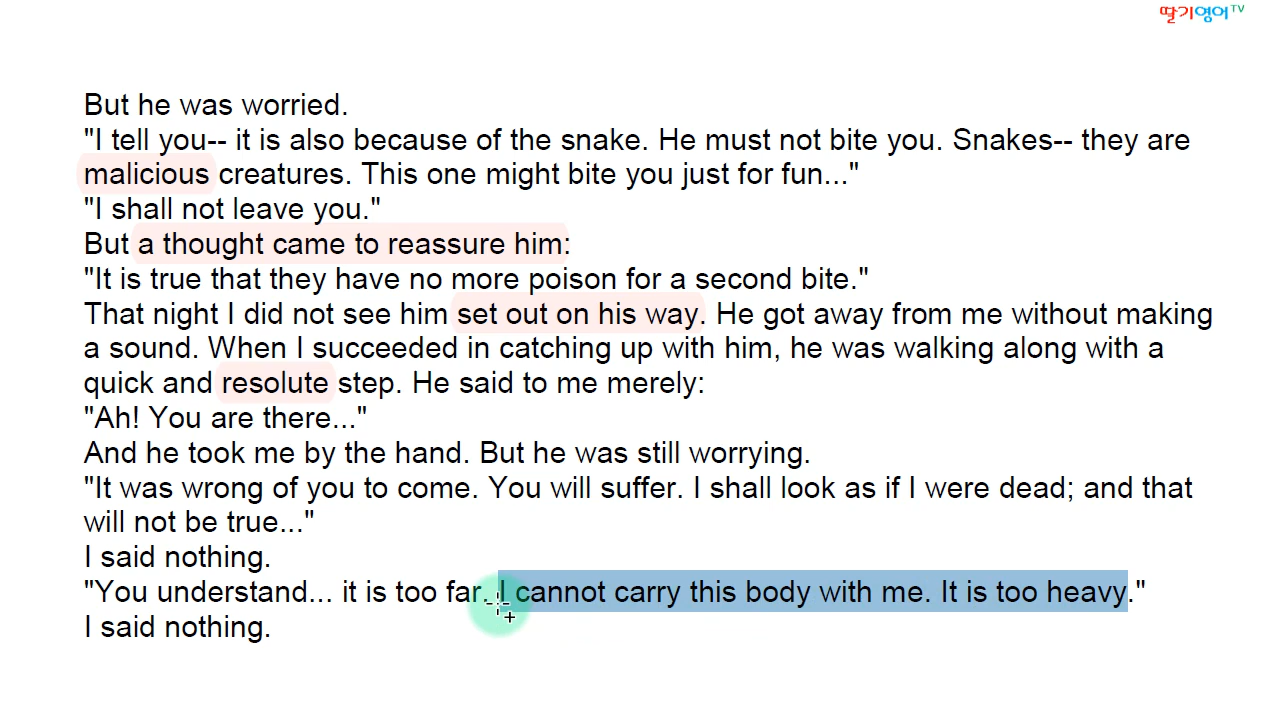 딸기영어TV
But he was worried.
"I tell you-- it is also because of the snake. He must not bite you. Snakes-- they are
malicious creatures. This one might bite you just for fun..."
"I shall not leave you."
But a thought came to reassure him:
"It is true that they have no more poison for a second bite."
That night I did not see him set out on his way. He got away from me without making
a sound. When I succeeded in catching up with him, he was walking along with a
quick and resolute step. He said to me merely:
"Ah! You are there..."
And he took me by the hand. But he was still worrying.
"It was wrong of you to come. You will suffer. I shall look as if I were dead; and that
will not be true..."
I said nothing.
"You understand... it is too far. I cannot carry this body with me. It is too heavy."
I said nothing.